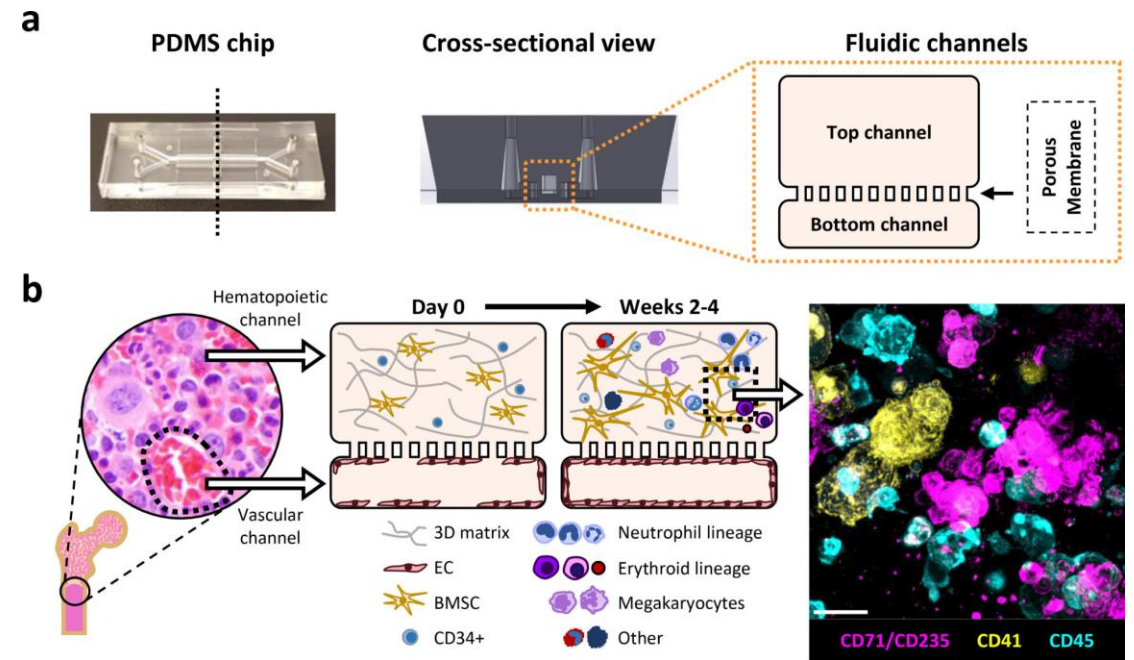 a
PDMS chip
Cross-sectional view
Fluidic channels
Top channel
Bottom channel
Porous
Membrane
b
Hematopoietic
channel
Vascular
channel
Day 0
Weeks 2-4
3D matrix
EC
BMSC
CD34+
Neutrophil lineage
Erythroid lineage
Megakaryocytes
Other
CD71/CD235 CD41 CD45